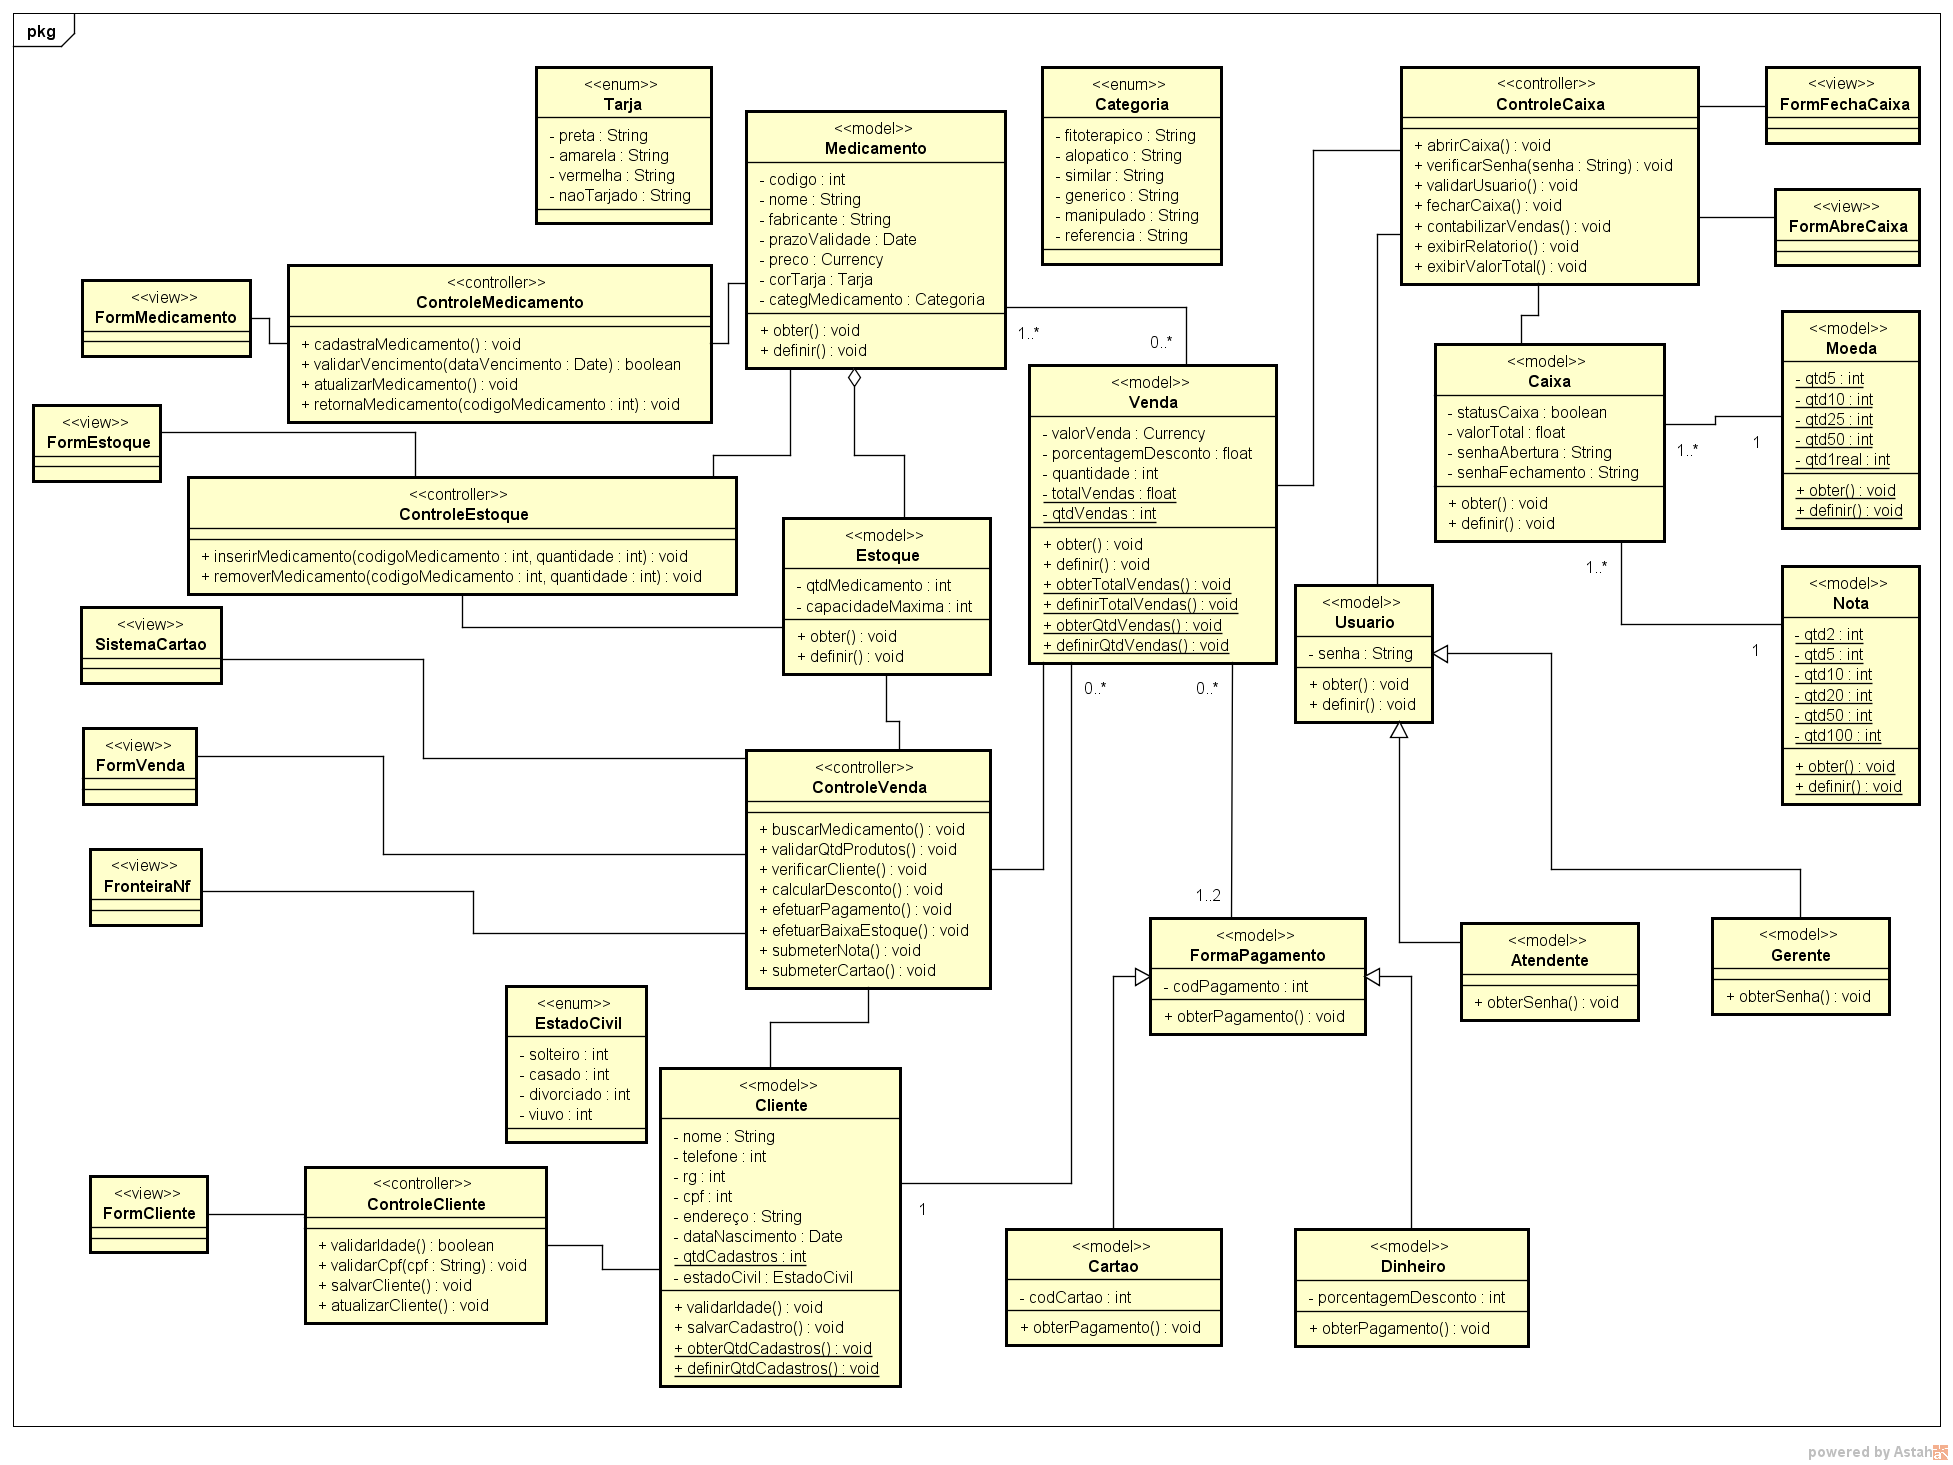 pkg
<<enum>>
Tarja
- preta : String
- amarela : String
- vermelha : String
- naoTarjado : String
<<model>>
Medicamento
- codigo : int
- nome : String
- fabricante : String
- prazoValidade : Date
- preco : Currency
- corTarja : Tarja
- categMedicamento : Categoria
+ obter() : void
+ definir() : void
<<enum>>
Categoria
- fitoterapico : String
- alopatico : String
- similar : String
- generico : String
- manipulado : String
- referencia : String
<<controller>>
ControleCaixa
+ abrirCaixa() : void
+ verificarSenha(senha : String) : void
+ validarUsuario() : void
+ fecharCaixa() : void
+ contabilizarVendas() : void
+ exibirRelatorio() : void
+ exibirValorTotal() : void
<<view>>
FormFechaCaixa
<<view>>
FormAbreCaixa
<<view>>
FormMedicamento
<<controller>>
ControleMedicamento
+ cadastraMedicamento() : void
+ validarVencimento(dataVencimento : Date) : boolean
+ atualizarMedicamento() : void
+ retornaMedicamento(codigoMedicamento : int) : void
1..*
0..*
<<model>>
Venda
- valorVenda : Currency
- porcentagemDesconto : float
- quantidade : int
- totalVendas : float
- qtdVendas : int
+ obter() : void
+ definir() : void
+ obterTotalVendas() : void
+ definirTotalVendas() : void
+ obterQtdVendas() : void
+ definirQtdVendas() : void
<<model>>
Caixa
- statusCaixa : boolean
- valorTotal : float
- senhaAbertura : String
- senhaFechamento : String
+ obter() : void
+ definir() : void
1..*
1
<<model>>
Moeda
- qtd5 : int
- qtd10 : int
- qtd25 : int
- qtd50 : int
- qtd1real : int
+ obter() : void
+ definir() : void
<<view>>
FormEstoque
<<controller>>
ControleEstoque
+ inserirMedicamento(codigoMedicamento : int, quantidade : int) : void
+ removerMedicamento(codigoMedicamento : int, quantidade : int) : void
<<model>>
Estoque
- qtdMedicamento : int
- capacidadeMaxima : int
+ obter() : void
+ definir() : void
1..*
1
<<model>>
Nota
- qtd2 : int
- qtd5 : int
- qtd10 : int
- qtd20 : int
- qtd50 : int
- qtd100 : int
+ obter() : void
+ definir() : void
<<model>>
Usuario
- senha : String
+ obter() : void
+ definir() : void
<<view>>
SistemaCartao
<<view>>
FormVenda
<<view>>
FronteiraNf
0..*
0..*
<<controller>>
ControleVenda
+ buscarMedicamento() : void
+ validarQtdProdutos() : void
+ verificarCliente() : void
+ calcularDesconto() : void
+ efetuarPagamento() : void
+ efetuarBaixaEstoque() : void
+ submeterNota() : void
+ submeterCartao() : void
1..2
<<model>>
FormaPagamento
- codPagamento : int
+ obterPagamento() : void
<<model>>
Atendente
+ obterSenha() : void
<<model>>
Gerente
+ obterSenha() : void
<<enum>>
EstadoCivil
- solteiro : int
- casado : int
- divorciado : int
- viuvo : int
<<model>>
Cliente
- nome : String
- telefone : int
- rg : int
- cpf : int
- endereço : String
- dataNascimento : Date
- qtdCadastros : int
- estadoCivil : EstadoCivil
+ validarIdade() : void
+ salvarCadastro() : void
+ obterQtdCadastros() : void
+ definirQtdCadastros() : void
1
<<view>>
FormCliente
<<controller>>
ControleCliente
+ validarIdade() : boolean
+ validarCpf(cpf : String) : void
+ salvarCliente() : void
+ atualizarCliente() : void
<<model>>
Cartao
- codCartao : int
+ obterPagamento() : void
<<model>>
Dinheiro
- porcentagemDesconto : int
+ obterPagamento() : void
powered by Astah